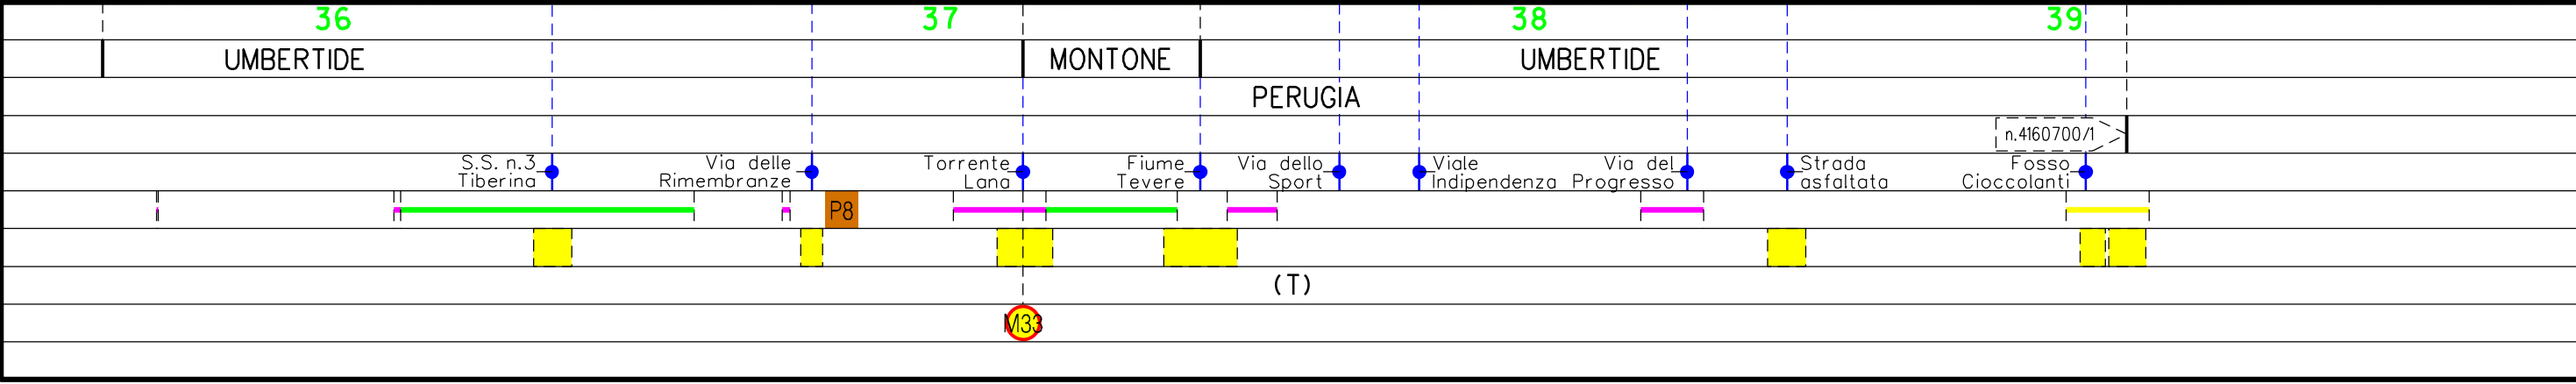 36 37 38 39
UMBERTIDE MONTONE UMBERTIDE
PERUGIA
n.4160700/1
S.S. n.3
Tiberina
Via delle
Rimembranze
Torrente
Lana
Fiume
Tevere
Via dello
Sport
Viale
Indipendenza
Via del
Progresso
Strada
asfaltata
Fosso
Cioccolanti
P8
(T)
M33